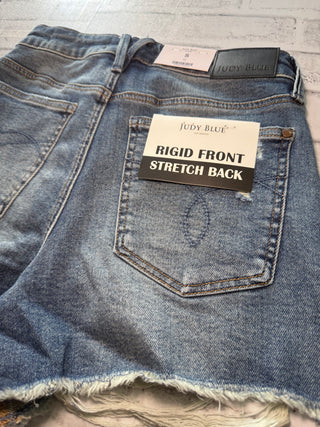 JUDY BLUE
JUDY BLUE
RIGID FRONT
STRETCH BACK